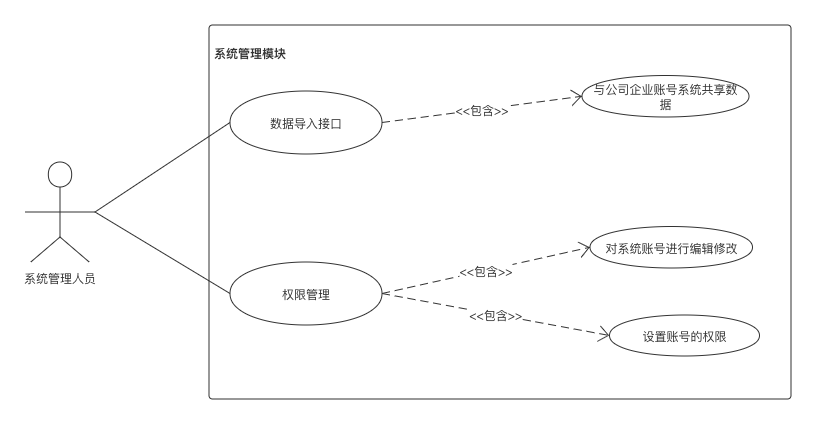 系统管理模块
数据导入接口
<<包含>>
与公司企业账号系统共享数
据
系统管理人员
权限管理
<<包含>>
对系统账号进行编辑修改
<<包含>>
设置账号的权限